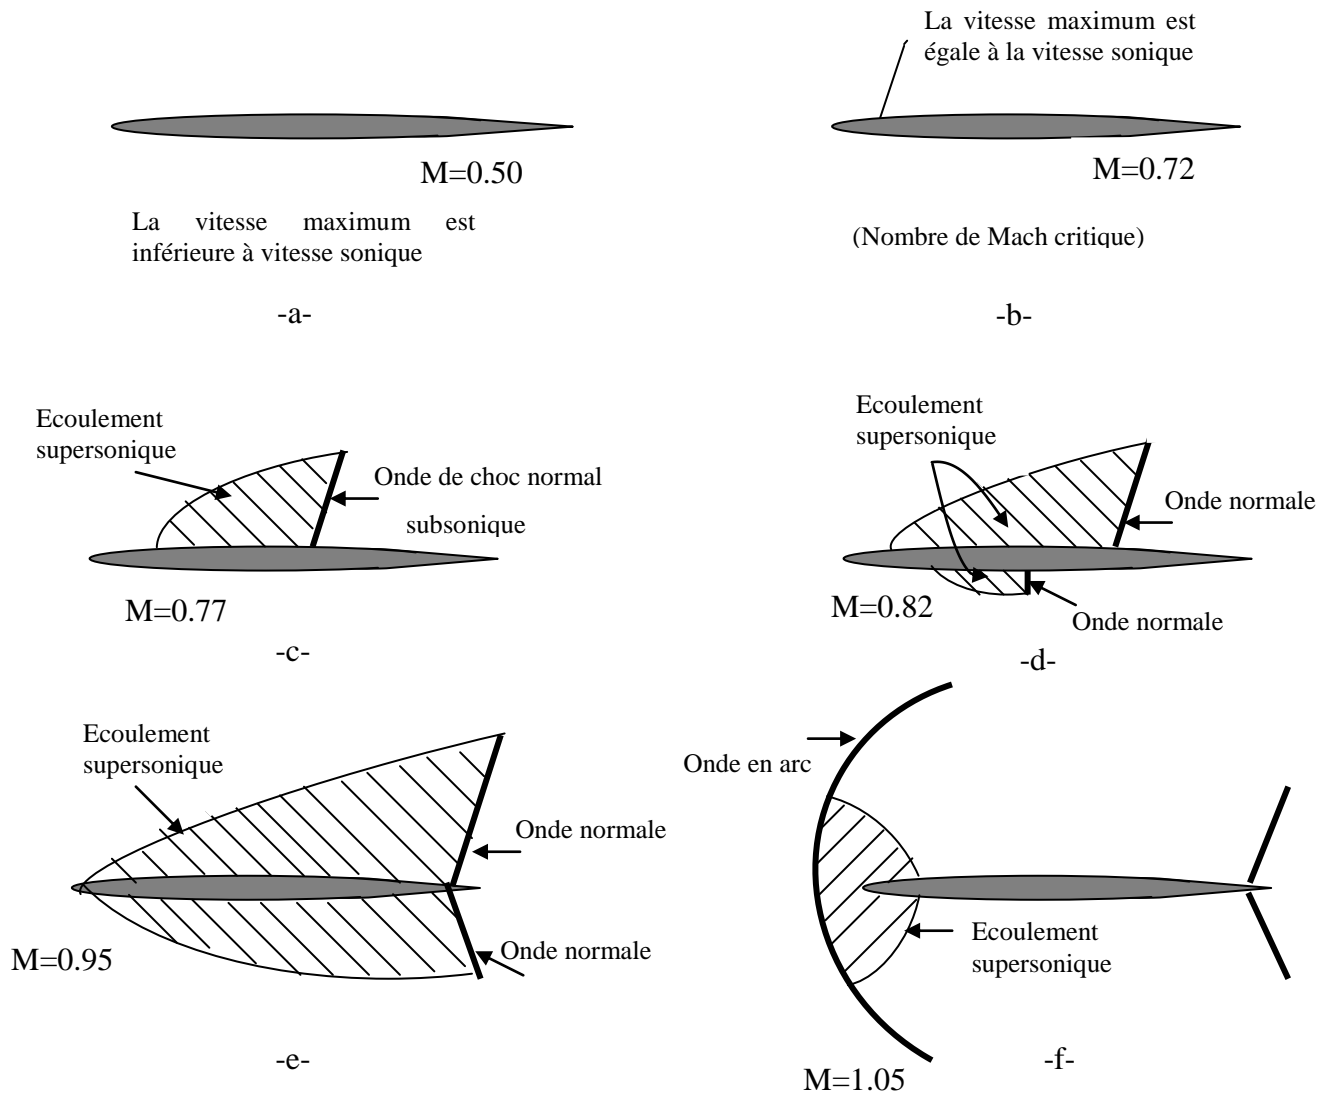 La vitesse maximum est
égale à la vitesse sonique
M=0.50
M=0.72
La vitesse maximum est
inférieure à vitesse sonique
(Nombre de Mach critique)
-a-
-b-
Ecoulement
supersonique
Onde de choc normal
subsonique
M=0.77
-c-
Ecoulement
supersonique
Onde normale
M=0.82
Onde normale
-d-
Ecoulement
supersonique
Onde normale
Onde normale
M=0.95
-e-
Onde en arc
Ecoulement
supersonique
M=1.05
-f-